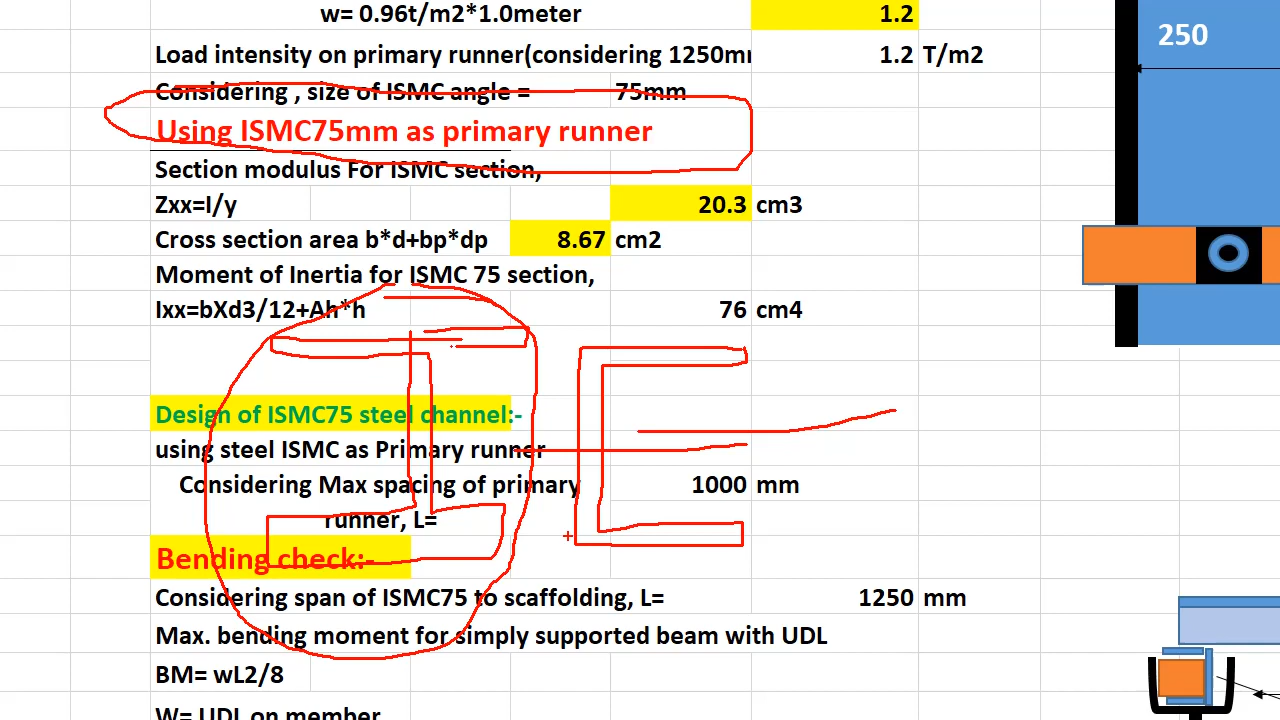 w= 0.96t/m2*1.0meter 1.2
250
Load intensity on primary runner(considering 1250mm 1.2 T/m2
Considering , size of ISMC angle = 75mm
Using ISMC75mm as primary runner
Section modulus For ISMC section,
Zxx=I/y 20.3 cm3
Cross section area b*d+bp*dp 8.67 cm2
Moment of Inertia for ISMC 75 section,
Ixx=bXd3/12+Ah*h 76 cm4
Design of ISMC75 steel channel:-
using steel ISMC as Primary runner
Considering Max spacing of primary 1000 mm
runner, L=
Bending check:-
Considering span of ISMC75 to scaffolding, L= 1250 mm
Max. bending moment for simply supported beam with UDL
BM= wL2/8
W= UDL on member